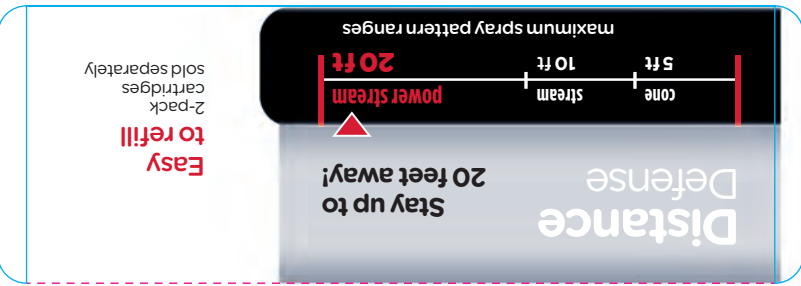 Distance
Defense
Stay up to
20 feet away!
cone stream power stream
5 ft 10 ft 20 ft
maximum spray pattern ranges
Easy
to refill
2-pack
cartridges
sold separately